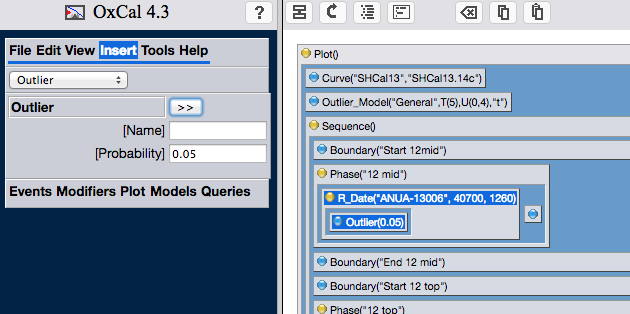 OxCal 4.3
?
File Edit View Insert Tools Help
Outlier
Outlier
>>
[Name]
[Probability] 0.05
Events Modifiers Plot Models Queries
Plot()
Curve("SHCal13","SHCal13.14c")
Outlier_Model("General",T(5),U(0,4),"t")
Sequence()
Boundary("Start 12mid")
Phase("12 mid")
R_Date("ANUA-13006", 40700, 1260)
Outlier(0.05)
Boundary("End 12 mid")
Boundary("Start 12 top")
Phase("12 top")